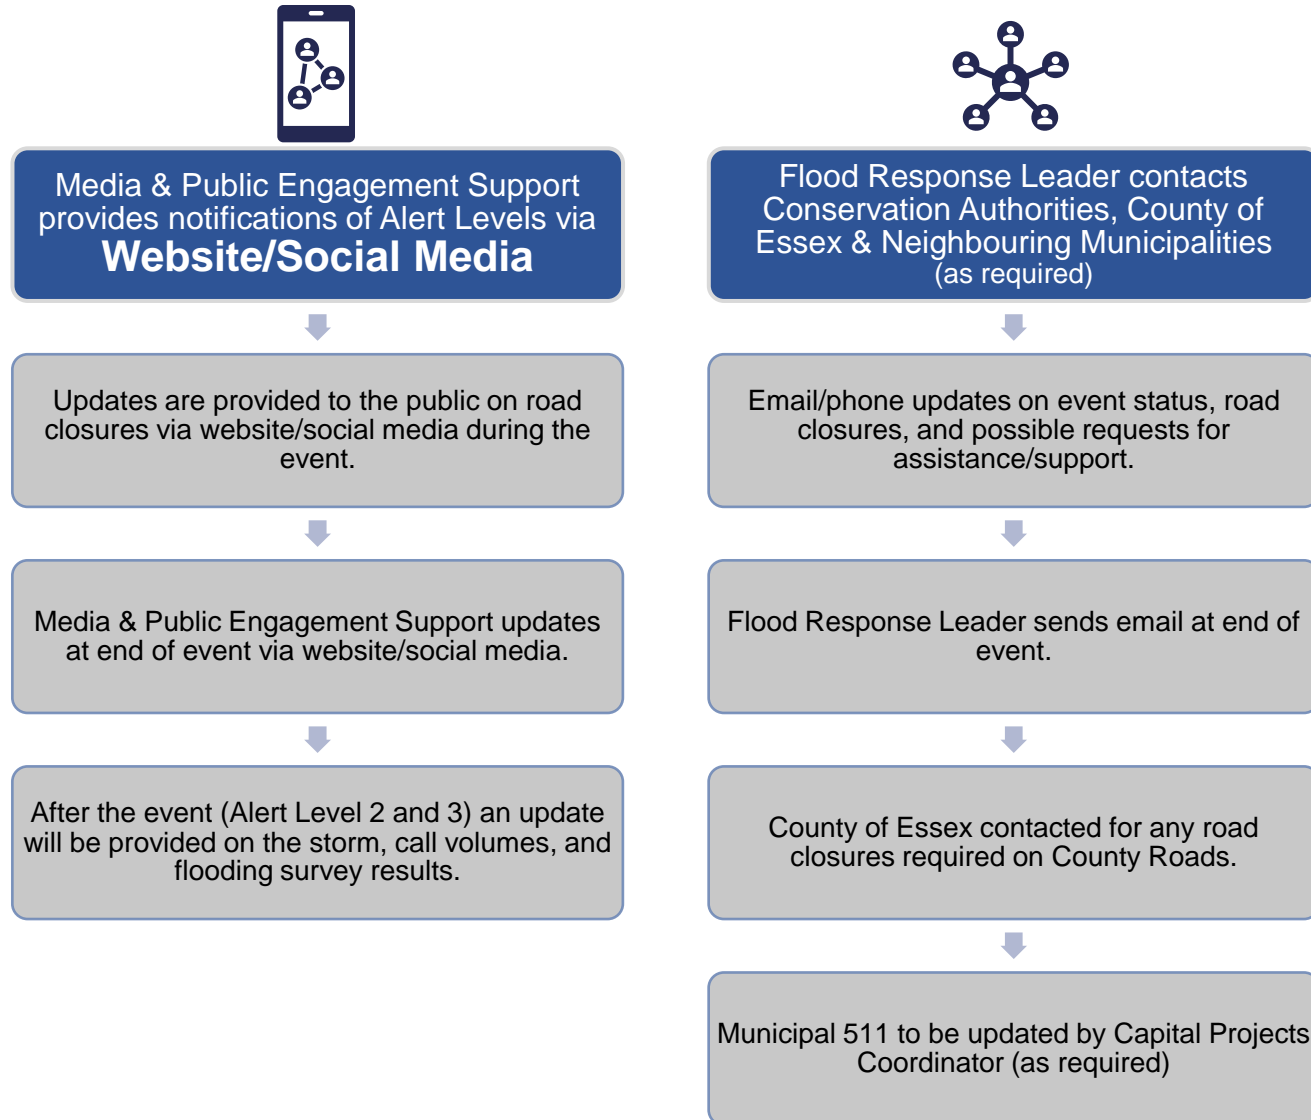 Media & Public Engagement Support
provides notifications of Alert Levels via
Website/Social Media
Updates are provided to the public on road
closures via website/social media during the
event.
Media & Public Engagement Support updates
at end of event via website/social media.
After the event (Alert Level 2 and 3) an update
will be provided on the storm, call volumes, and
flooding survey results.
Flood Response Leader contacts
Conservation Authorities, County of
Essex & Neighbouring Municipalities
(as required)
Email/phone updates on event status, road
closures, and possible requests for
assistance/support.
Flood Response Leader sends email at end of
event.
County of Essex contacted for any road
closures required on County Roads.
Municipal 511 to be updated by Capital Projects
Coordinator (as required)